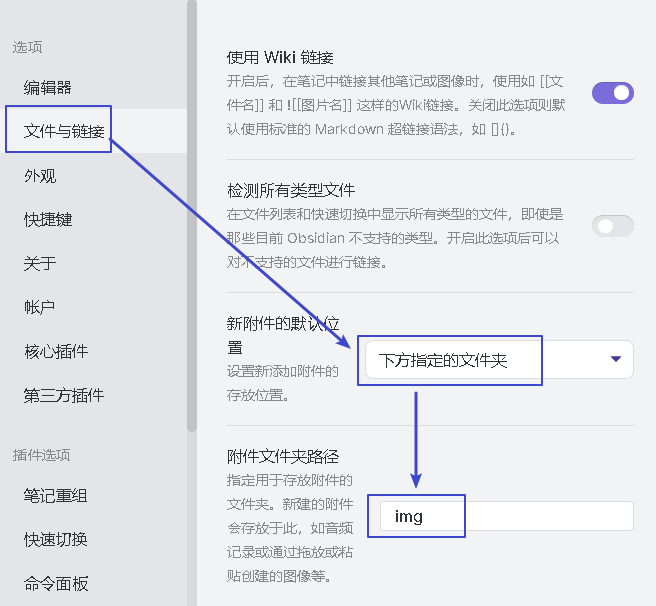 选项
编辑器
文件与链接
外观
快捷键
关于
帐户
核心插件
第三方插件
插件选项
笔记重组
快速切换
命令面板
使用 Wiki 链接
开启后，在笔记中链接其他笔记或图像时，使用如 [[文
件名]] 和 ![[图片名]] 这样的Wiki链接。关闭此选项则默
认使用标准的 Markdown 超链接语法，如 []{}。
检测所有类型文件
在文件列表和快速切换中显示所有类型的文件，即使是
那些目前 Obsidian 不支持的类型。开启此选项后可以
对不支持的文件进行链接。
新附件的默认位
置
设置新添加附件的
存放位置。
下方指定的文件夹
附件文件夹路径
指定用于存放附件的
文件夹。新建的附件
会存放于此，如音频
记录或通过拖放或粘
贴创建的图像等。
img